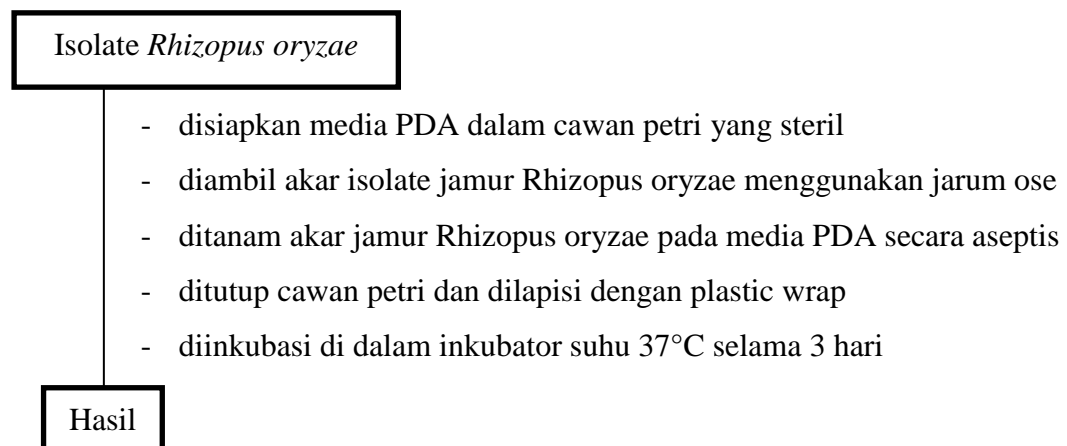 Isolate Rhizopus oryzae
- disiapkan media PDA dalam cawan petri yang steril
- diambil akar isolate jamur Rhizopus oryzae menggunakan jarum ose
- ditanam akar jamur Rhizopus oryzae pada media PDA secara aseptis
- ditutup cawan petri dan dilapisi dengan plastic wrap
- diinkubasi di dalam inkubator suhu 37°C selama 3 hari
Hasil